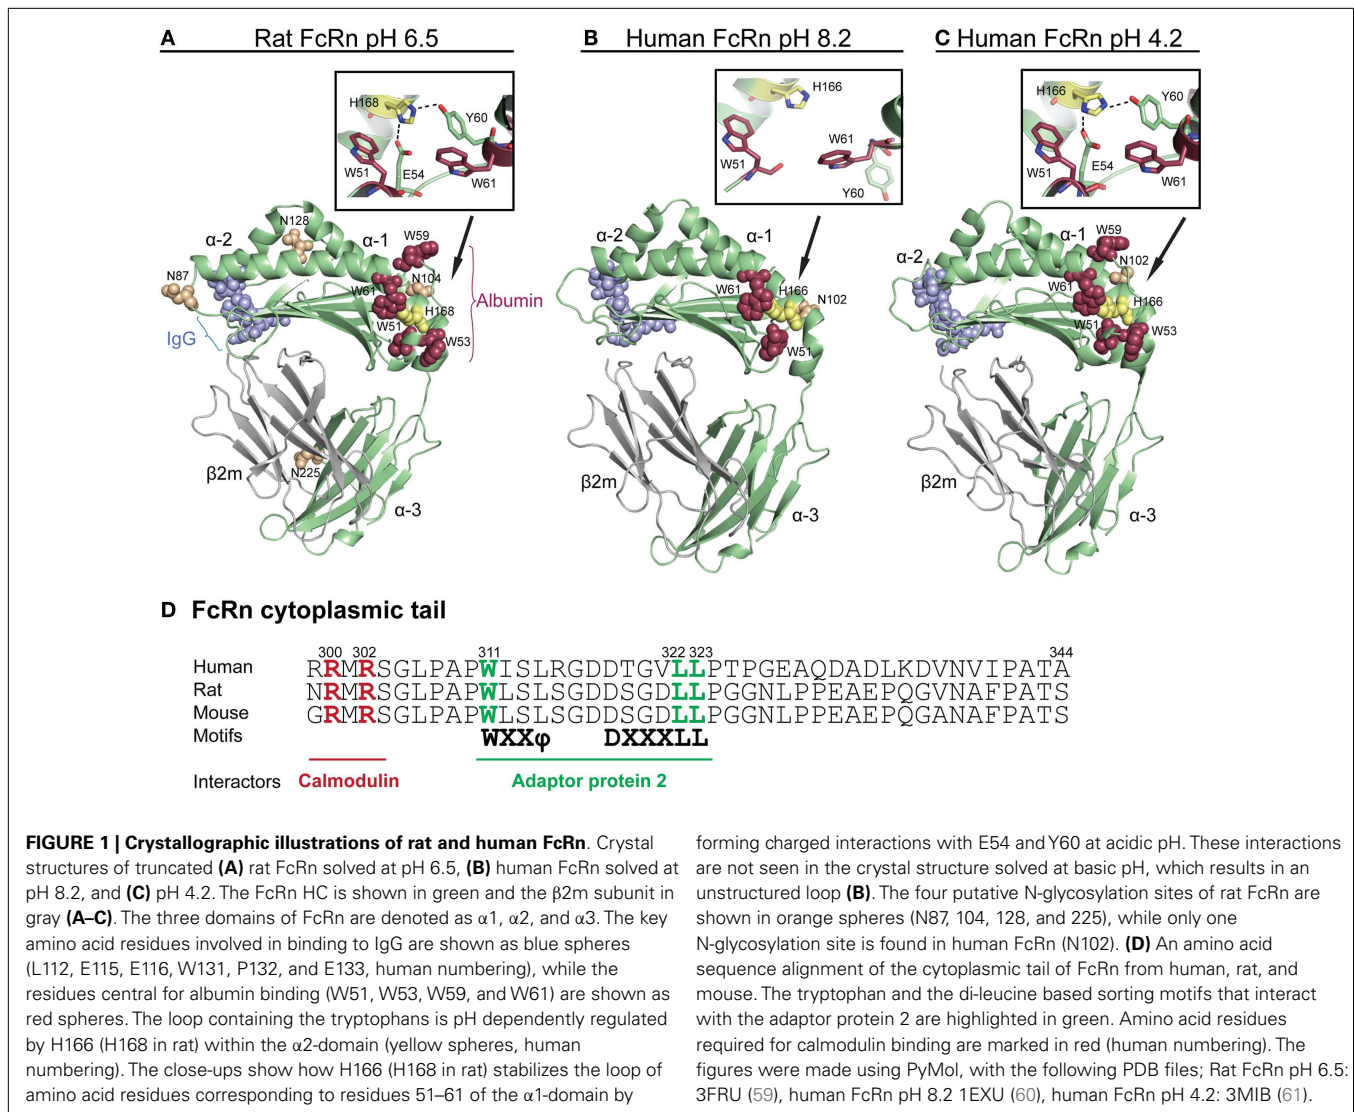 A Rat FcRn pH 6.5
B Human FcRn pH 8.2
C Human FcRn pH 4.2
H168
Y60
W51
E54
W61
H166
W61
W51
Y60
H166
Y60
W51
E54
W61
N128
α-2
α-1
W59
N87
N104
W61
H168
Albumin
W51
IgG
W53
β2m
N225
α-3
α-2
α-1
W61
H166
N102
W51
β2m
α-3
α-2
α-1
W59
N102
W61
H166
W51
W53
β2m
α-3
D FcRn cytoplasmic tail
300 302 311 322 323 344
Human RRMRSGLPAPWISLRGDDTGVLLPTPGEAQDADLKDVNVIPATA
Rat NRMRSGLPAPWLSLSGDDSGDLLPGGNLPPEAEPQGVNAFPATS
Mouse GRMRSGLPAPWLSLSGDDSGDLLPGGNLPPEAEPQGANAFPATS
Motifs WXXφ DXXXLL
Interactors Calmodulin Adaptor protein 2
FIGURE 1 | Crystallographic illustrations of rat and human FcRn. Crystal
structures of truncated (A) rat FcRn solved at pH 6.5, (B) human FcRn solved at
pH 8.2, and (C) pH 4.2. The FcRn HC is shown in green and the β2m subunit in
gray (A–C). The three domains of FcRn are denoted as α1, α2, and α3. The key
amino acid residues involved in binding to IgG are shown as blue spheres
(L112, E115, E116, W131, P132, and E133, human numbering), while the
residues central for albumin binding (W51, W53, W59, and W61) are shown as
red spheres. The loop containing the tryptophans is pH dependently regulated
by H166 (H168 in rat) within the α2-domain (yellow spheres, human
numbering). The close-ups show how H166 (H168 in rat) stabilizes the loop of
amino acid residues corresponding to residues 51–61 of the α1-domain by
forming charged interactions with E54 and Y60 at acidic pH. These interactions
are not seen in the crystal structure solved at basic pH, which results in an
unstructured loop (B). The four putative N-glycosylation sites of rat FcRn are
shown in orange spheres (N87, 104, 128, and 225), while only one
N-glycosylation site is found in human FcRn (N102). (D) An amino acid
sequence alignment of the cytoplasmic tail of FcRn from human, rat, and
mouse. The tryptophan and the di-leucine based sorting motifs that interact
with the adaptor protein 2 are highlighted in green. Amino acid residues
required for calmodulin binding are marked in red (human numbering). The
figures were made using PyMol, with the following PDB files; Rat FcRn pH 6.5:
3FRU (59), human FcRn pH 8.2 1EXU (60), human FcRn pH 4.2: 3MIB (61).